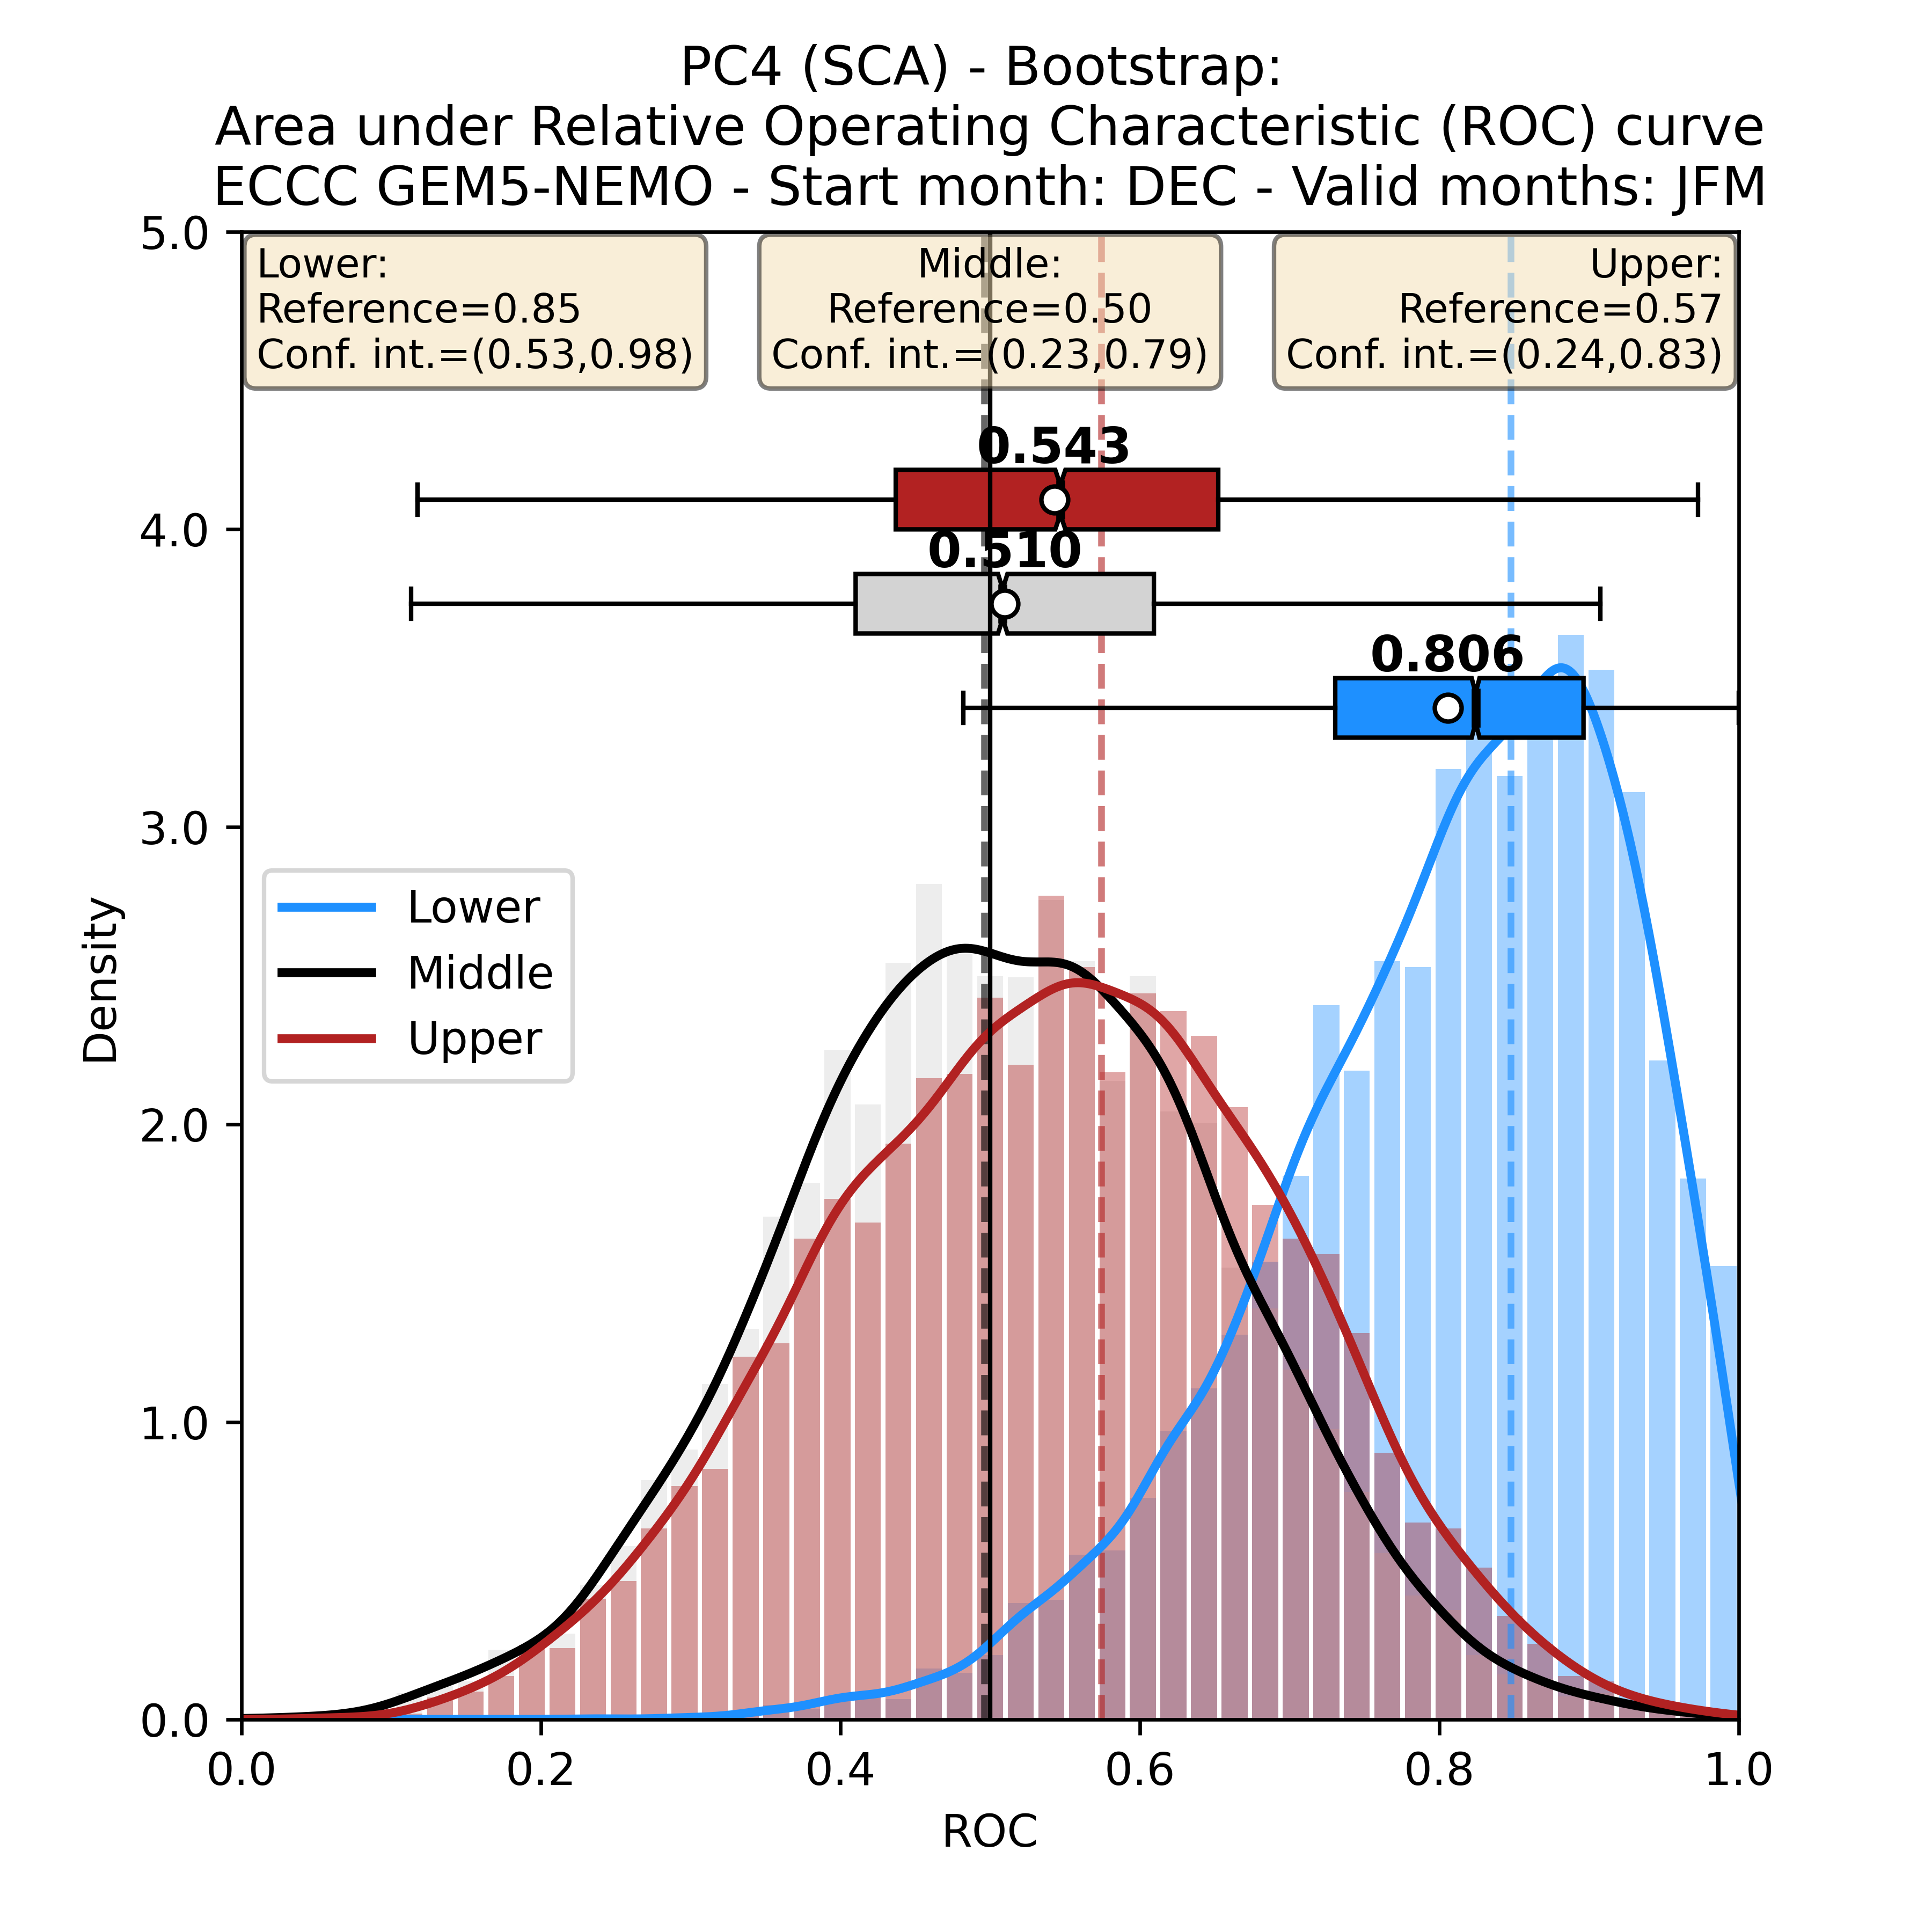 PC4 (SCA) - Bootstrap:
Area under Relative Operating Characteristic (ROC) curve
ECCC GEM5-NEMO - Start month: DEC - Valid months: JFM
Lower:
Reference=0.85
Conf. int.=(0.53,0.98)
Middle:
Reference=0.50
Conf. int.=(0.23,0.79)
Upper:
Reference=0.57
Conf. int.=(0.24,0.83)
0.543
0.510
0.806
Lower
Middle
Upper
Density
5.0
4.0
3.0
2.0
1.0
0.0
0.0 0.2 0.4 0.6 0.8 1.0
ROC